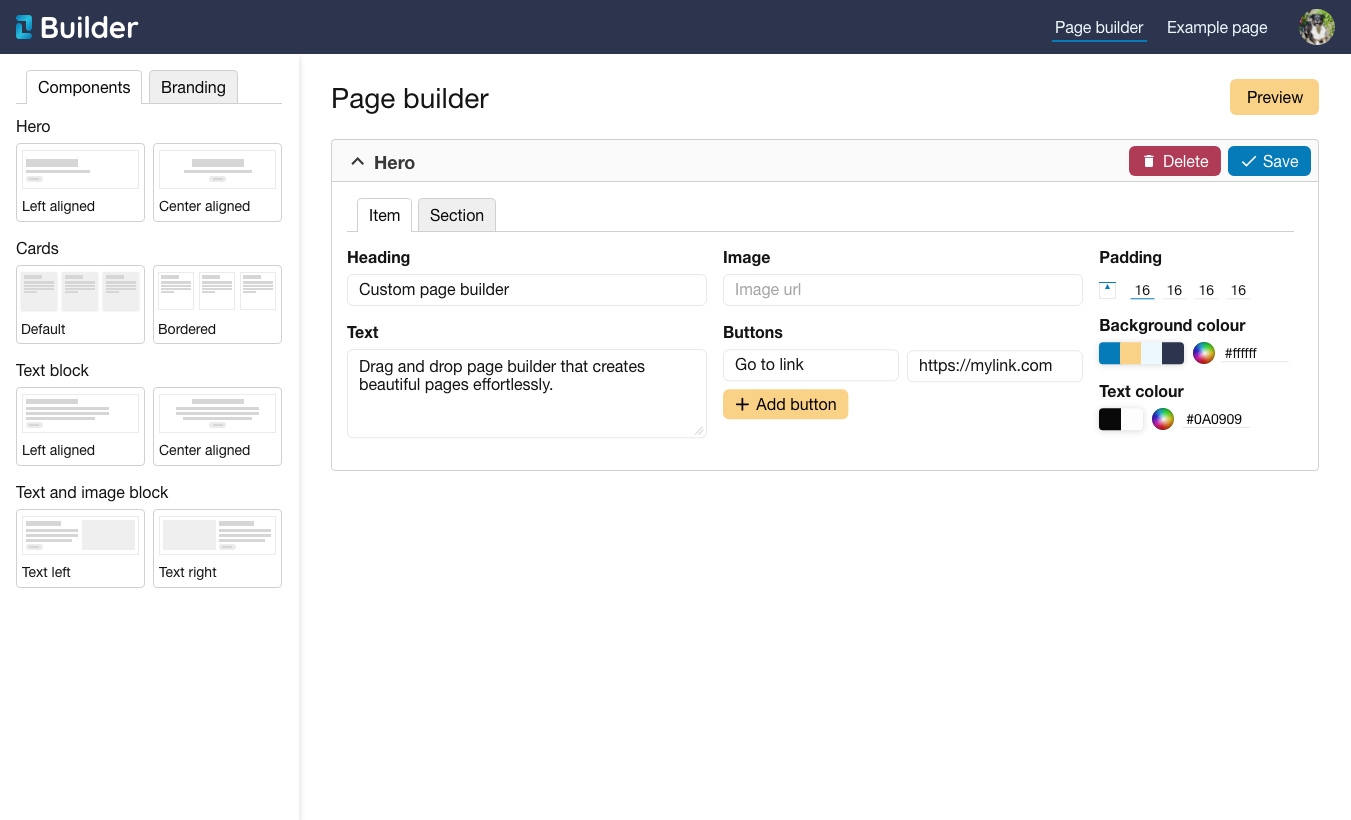 Builder
Page builder
Example page
Components
Branding
Hero
Left aligned
Center aligned
Cards
Default
Bordered
Text block
Left aligned
Center aligned
Text and image block
Text left
Text right
Page builder
Preview
Hero
Delete
Save
Item
Section
Heading
Custom page builder
Text
Drag and drop page builder that creates
beautiful pages effortlessly.
Image
Image url
Buttons
Go to link
https://mylink.com
Add button
Padding
16 16 16 16
Background colour
#ffffff
Text colour
#0A0909